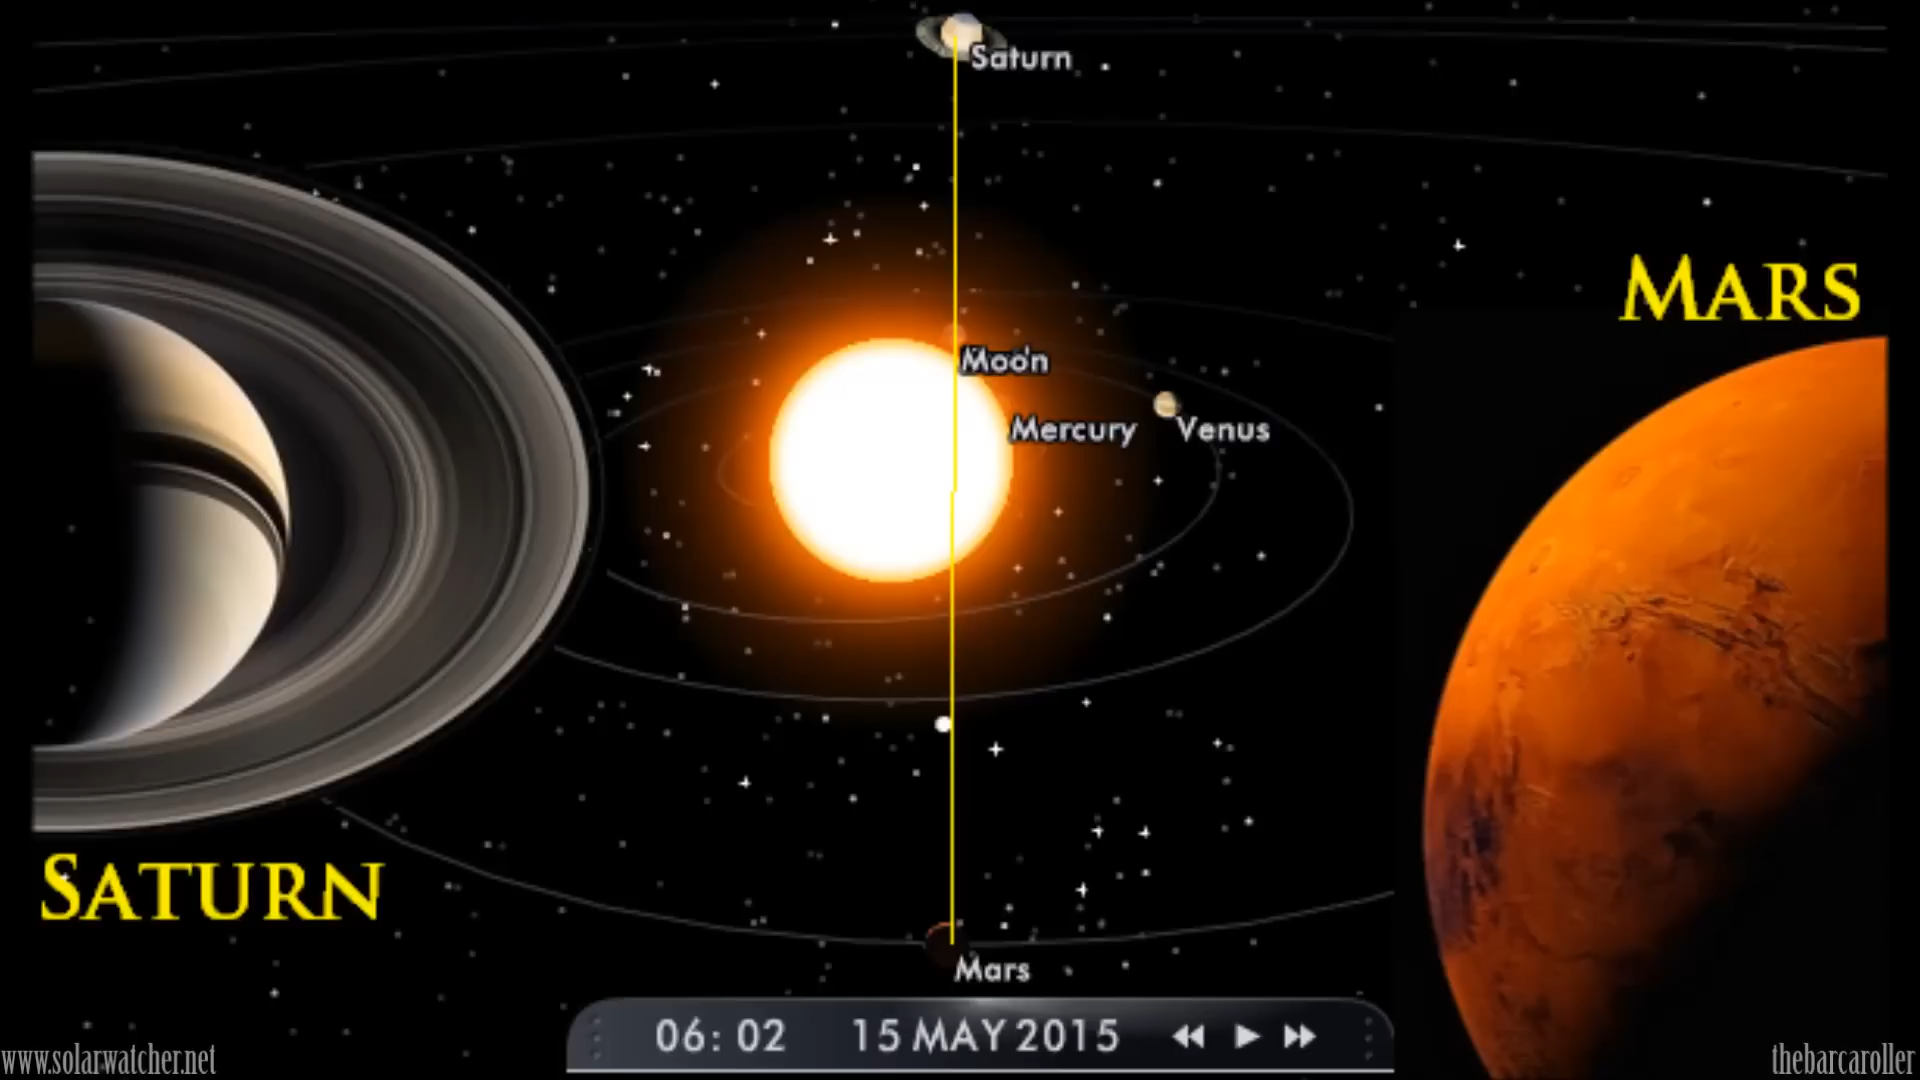 Saturn
MARS
Moon
Mercury
Venus
SATURN
Mars
06: 02 15 MAY 2015
www.solarwatcher.net
thebarcaroller